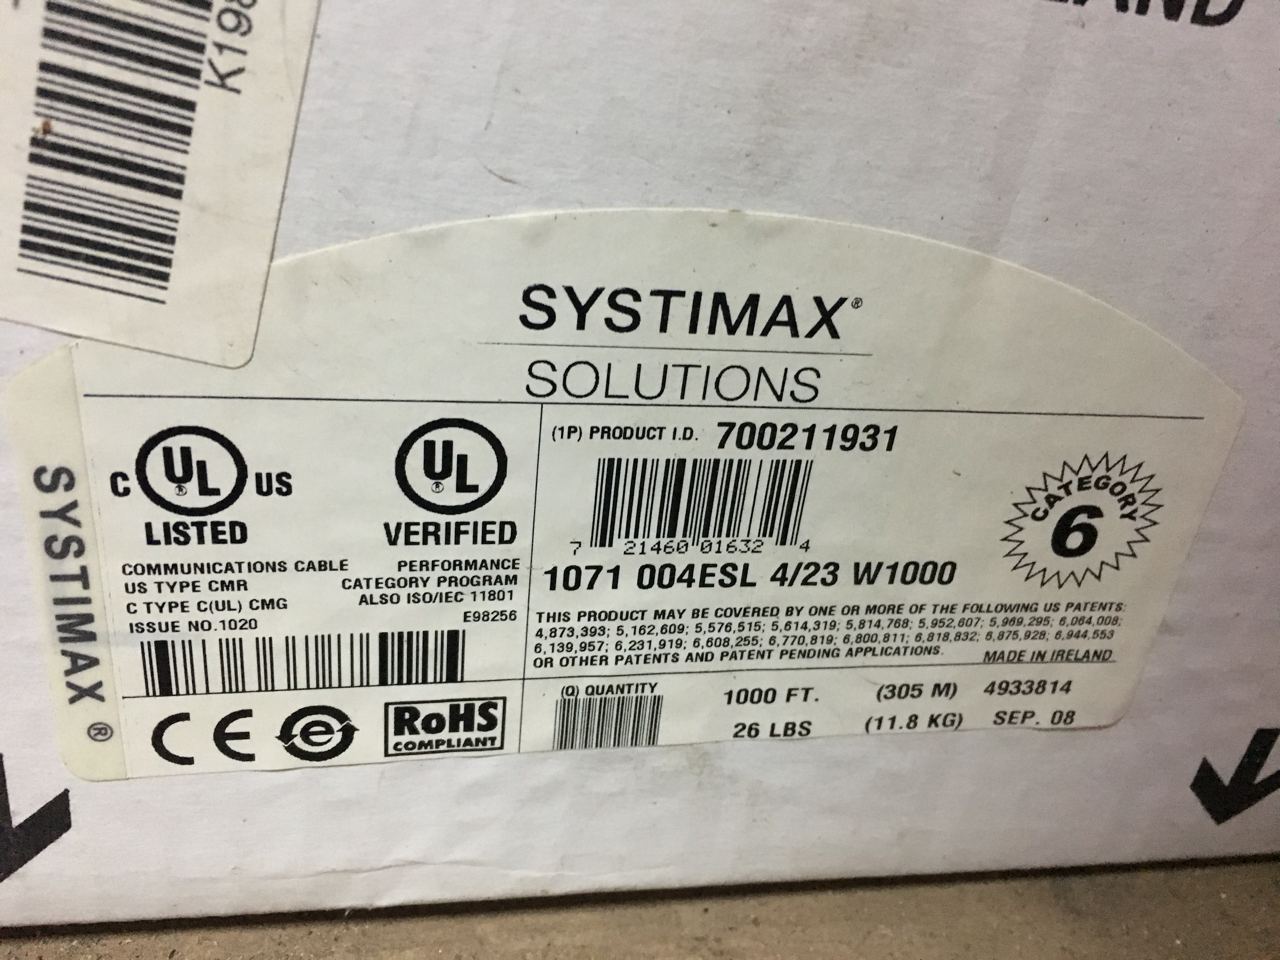 K198
SYSTIMAX®
SOLUTIONS
C UL® US
LISTED
UL®
VERIFIED
COMMUNICATIONS CABLE
US TYPE CMR
C TYPE C(UL) CMG
ISSUE NO.1020
PERFORMANCE
CATEGORY PROGRAM
ALSO ISO/IEC 11801
E98256
(1P) PRODUCT I.D. 700211931
7 21460 01632 4
1071 004ESL 4/23 W1000
CATEGORY
6
THIS PRODUCT MAY BE COVERED BY ONE OR MORE OF THE FOLLOWING US PATENTS:
4,873,393; 5,162,609; 5,576,515; 5,614,319; 5,814,768; 5,952,607; 5,969,295; 6,064,008;
6,139,957; 6,231,919; 6,608,255; 6,770,819; 6,800,811; 6,818,832; 6,875,928; 6,944,553
OR OTHER PATENTS AND PATENT PENDING APPLICATIONS.
MADE IN IRELAND
CE e RoHS
COMPLIANT
(Q) QUANTITY
1000 FT. (305 M) 4933814
26 LBS (11.8 KG) SEP. 08
SYSTIMAX®